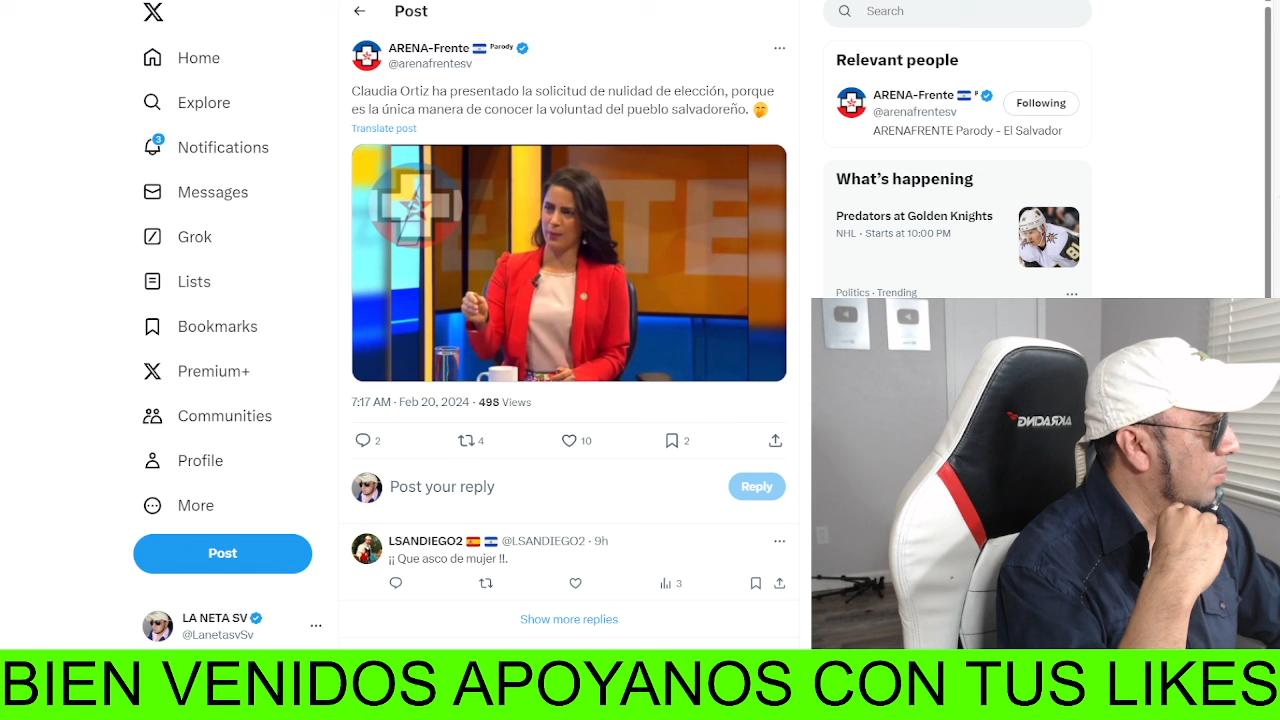 Home
Explore
3
Notifications
Messages
Grok
Lists
Bookmarks
Premium+
Communities
Profile
More
Post
LA NETA SV
@LanetasvSv
Post
ARENA-Frente Parody
@arenafrentesv
Claudia Ortiz ha presentado la solicitud de nulidad de elección, porque
es la única manera de conocer la voluntad del pueblo salvadoreño. 🤭
Translate post
7:17 AM · Feb 20, 2024 · 498 Views
2 4 10 2
Post your reply
Reply
LSANDIEGO2 🇪🇸 🇸🇻 @LSANDIEGO2 · 9h
¡¡ Que asco de mujer !!.
3
Show more replies
Search
Relevant people
ARENA-Frente 🇸🇻 P
@arenafrentesv
Following
ARENAFRENTE Parody - El Salvador
What's happening
Predators at Golden Knights
NHL · Starts at 10:00 PM
Politics · Trending
AKRACING
BIEN VENIDOS APOYANOS CON TUS LIKES